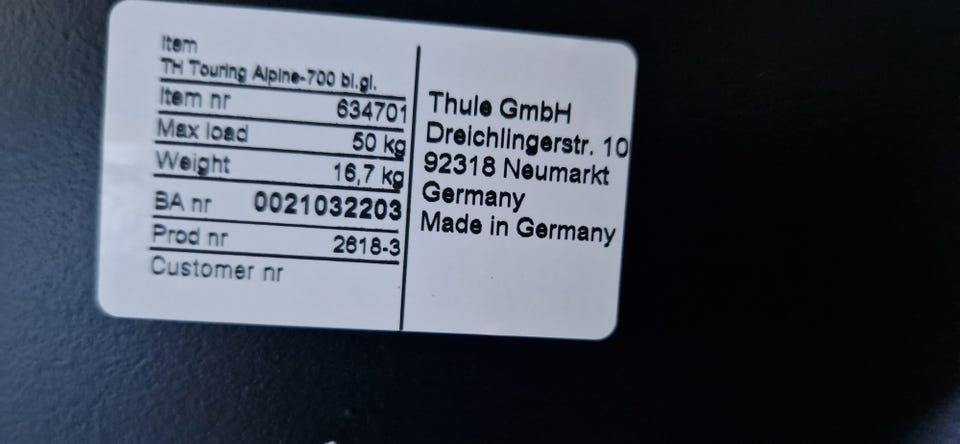 Item
TH Touring Alpine-700 bl.gl.
Item nr 634701
Max load 50 kg
Weight 16,7 kg
BA nr 0021032203
Prod nr 2618-3
Customer nr
Thule GmbH
Dreichlingerstr. 10
92318 Neumarkt
Germany
Made in Germany